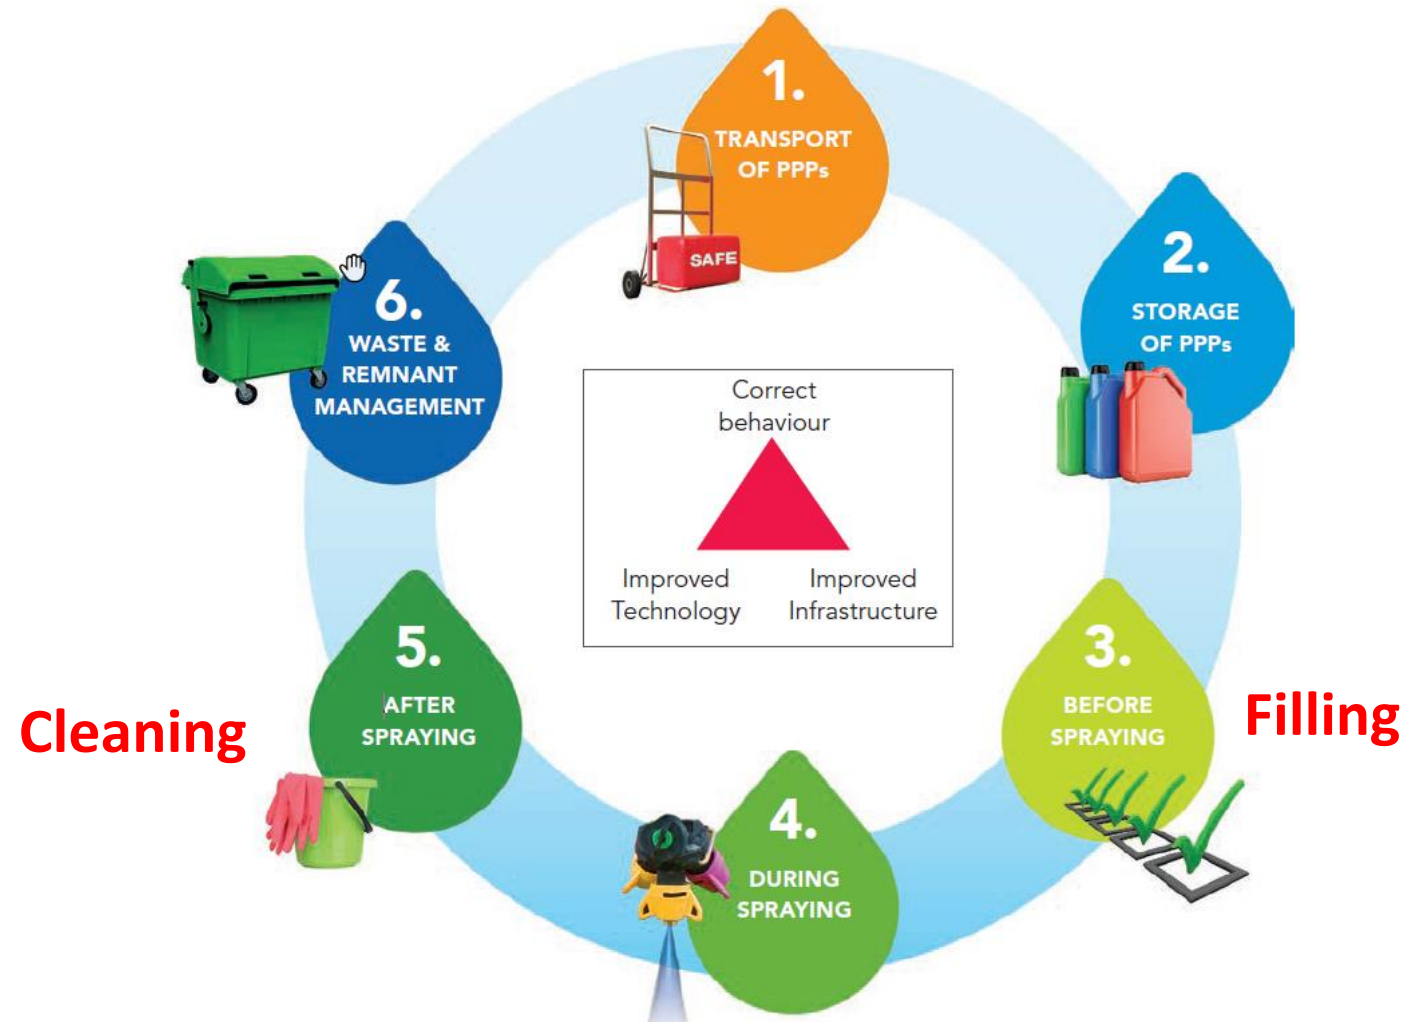 1.
TRANSPORT
OF PPPs
SAFE
2.
STORAGE
OF PPPs
3.
BEFORE
SPRAYING
Filling
4.
DURING
SPRAYING
5.
AFTER
SPRAYING
Cleaning
6.
WASTE &
REMNANT
MANAGEMENT
Correct
behaviour
Improved
Technology
Improved
Infrastructure